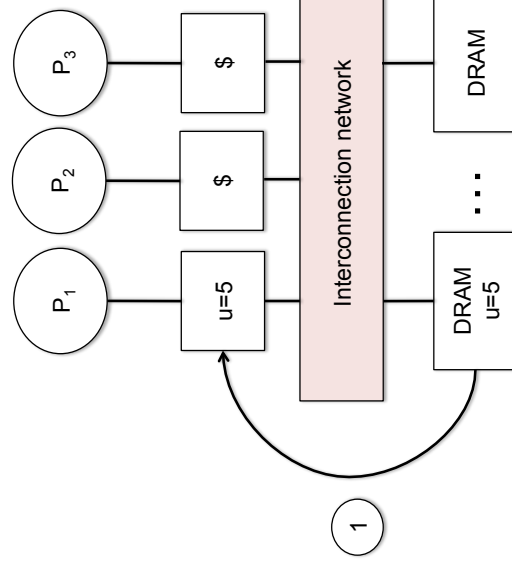 P1
P2
P3
u=5
$
$
Interconnection network
DRAM
u=5
...
DRAM
1